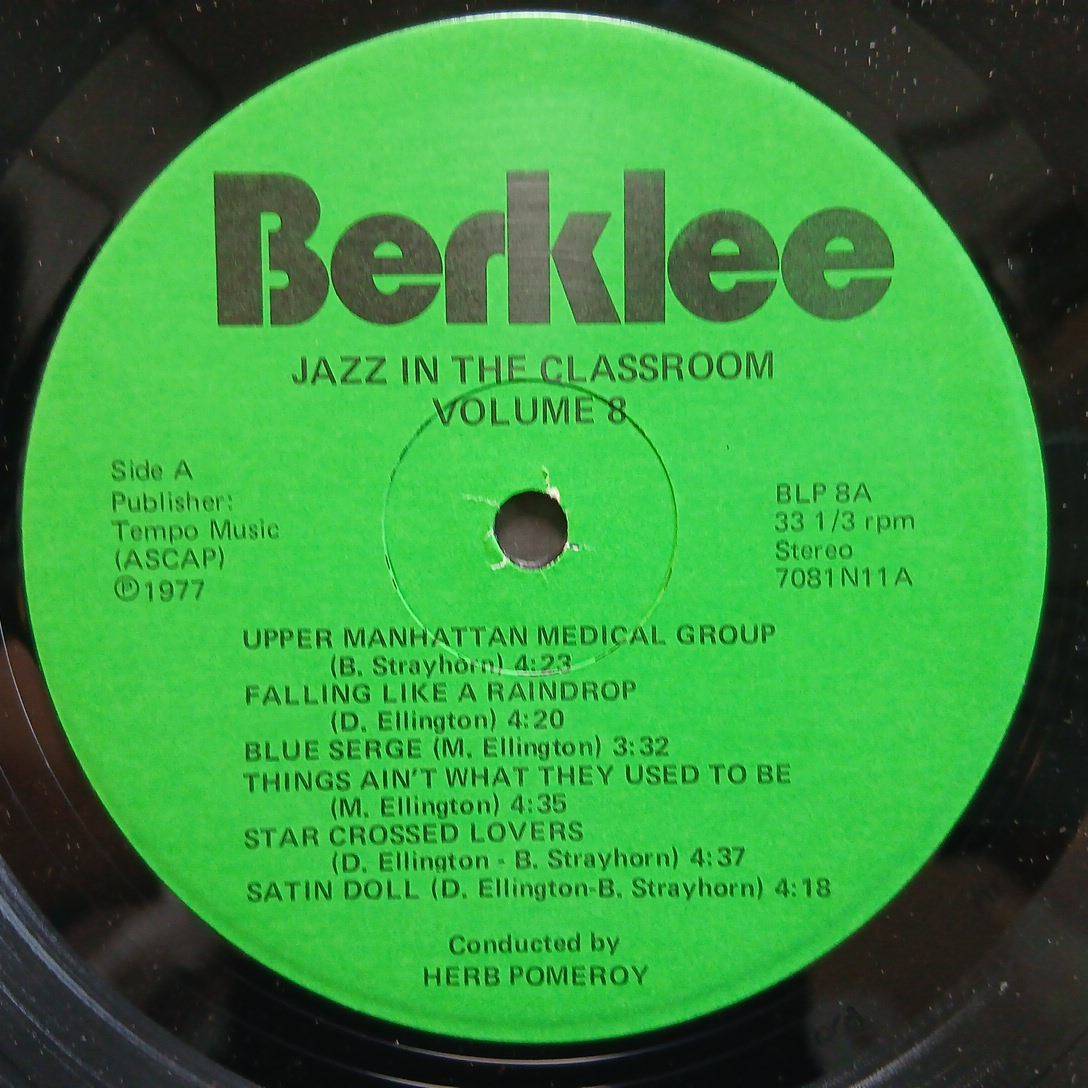 Berklee
JAZZ IN THE CLASSROOM
VOLUME 8
Side A
Publisher:
Tempo Music
(ASCAP)
℗1977
BLP 8A
33 1/3 rpm
Stereo
7081N11A
UPPER MANHATTAN MEDICAL GROUP
(B. Strayhorn) 4:23
FALLING LIKE A RAINDROP
(D. Ellington) 4:20
BLUE SERGE (M. Ellington) 3:32
THINGS AIN'T WHAT THEY USED TO BE
(M. Ellington) 4:35
STAR CROSSED LOVERS
(D. Ellington - B. Strayhorn) 4:37
SATIN DOLL (D. Ellington-B. Strayhorn) 4:18
Conducted by
HERB POMEROY